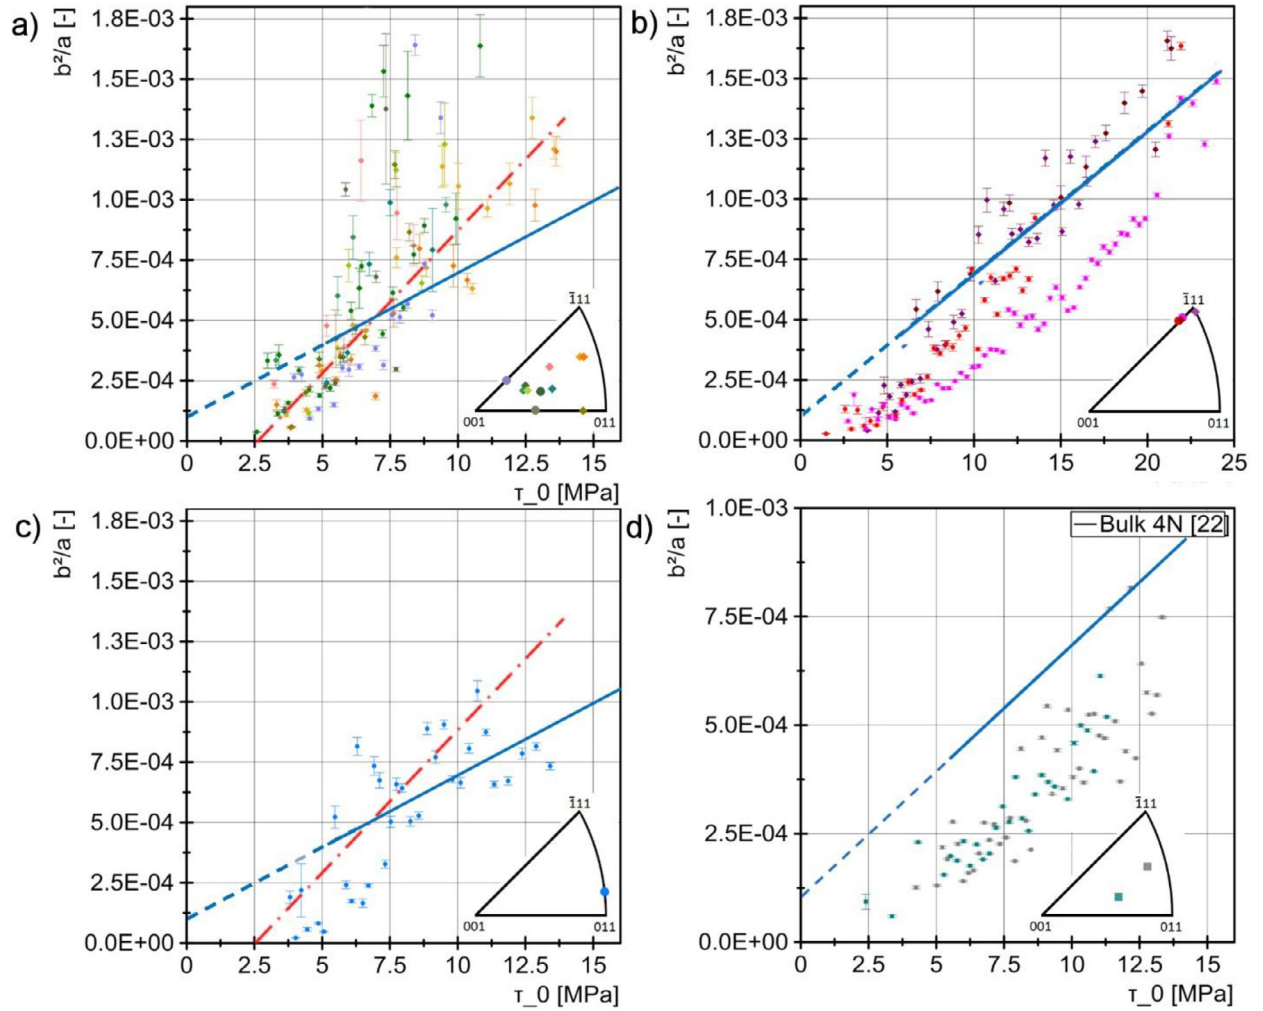 a)
b²/a [-]
1.8E-03
1.5E-03
1.3E-03
1.0E-03
7.5E-04
5.0E-04
2.5E-04
0.0E+00
0 2.5 5 7.5 10 12.5 15
τ_0 [MPa]
1̅11
001 011
b)
b²/a [-]
1.8E-03
1.5E-03
1.3E-03
1.0E-03
7.5E-04
5.0E-04
2.5E-04
0.0E+00
0 5 10 15 20 25
1̅11
001 011
c)
b²/a [-]
1.8E-03
1.5E-03
1.3E-03
1.0E-03
7.5E-04
5.0E-04
2.5E-04
0.0E+00
0 2.5 5 7.5 10 12.5 15
τ_0 [MPa]
1̅11
001 011
d)
b²/a [-]
Bulk 4N [22]
1.0E-03
7.5E-04
5.0E-04
2.5E-04
0.0E+00
0 2.5 5 7.5 10 12.5 15
τ_0 [MPa]
1̅11
001 011